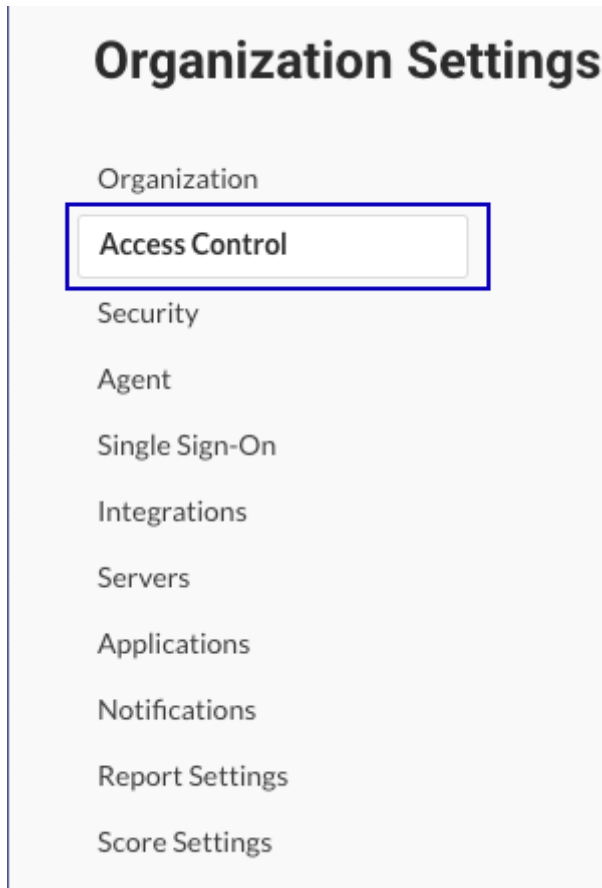 Organization Settings
Organization
Access Control
Security
Agent
Single Sign-On
Integrations
Servers
Applications
Notifications
Report Settings
Score Settings